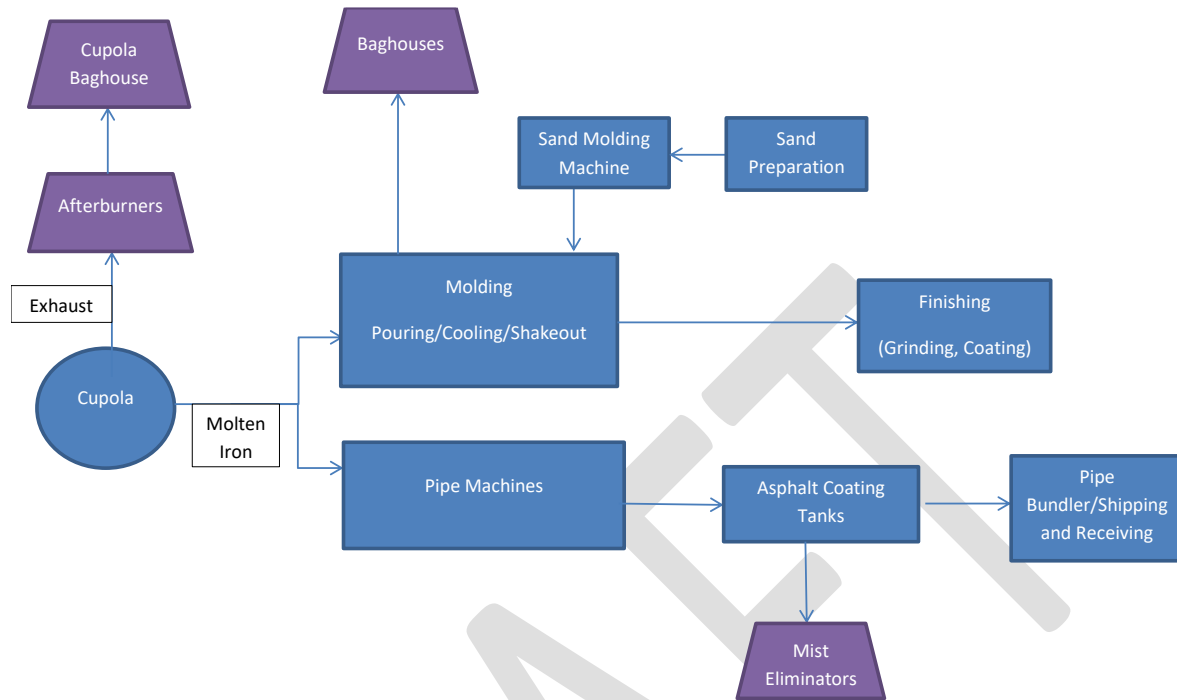 Cupola
Baghouse
Baghouses
Sand Molding
Machine
Sand
Preparation
Afterburners
Exhaust
Molding
Pouring/Cooling/Shakeout
Finishing
(Grinding, Coating)
Cupola
Molten
Iron
Pipe Machines
Asphalt Coating
Tanks
Pipe
Bundler/Shipping
and Receiving
Mist
Eliminators